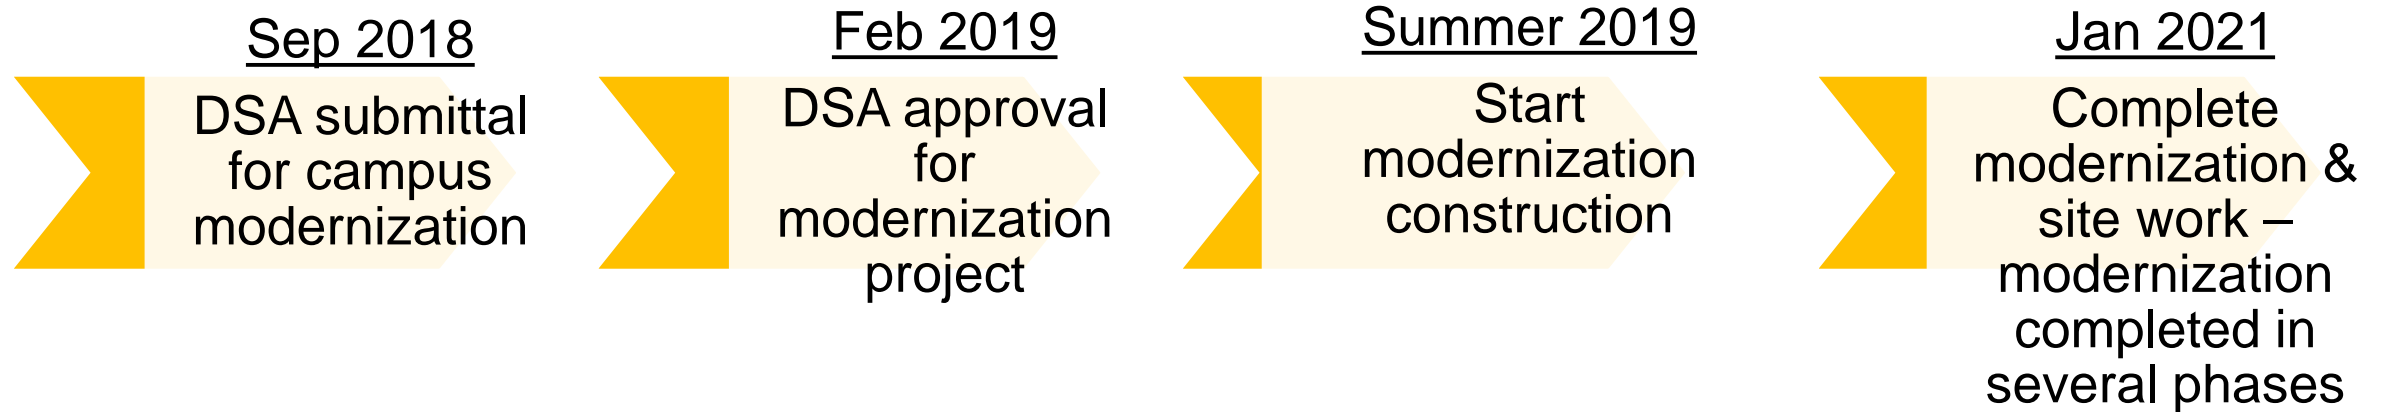 Sep 2018
DSA submittal
for campus
modernization
Feb 2019
DSA approval
for
modernization
project
Summer 2019
Start
modernization
construction
Jan 2021
Complete
modernization &
site work –
modernization
completed in
several phases